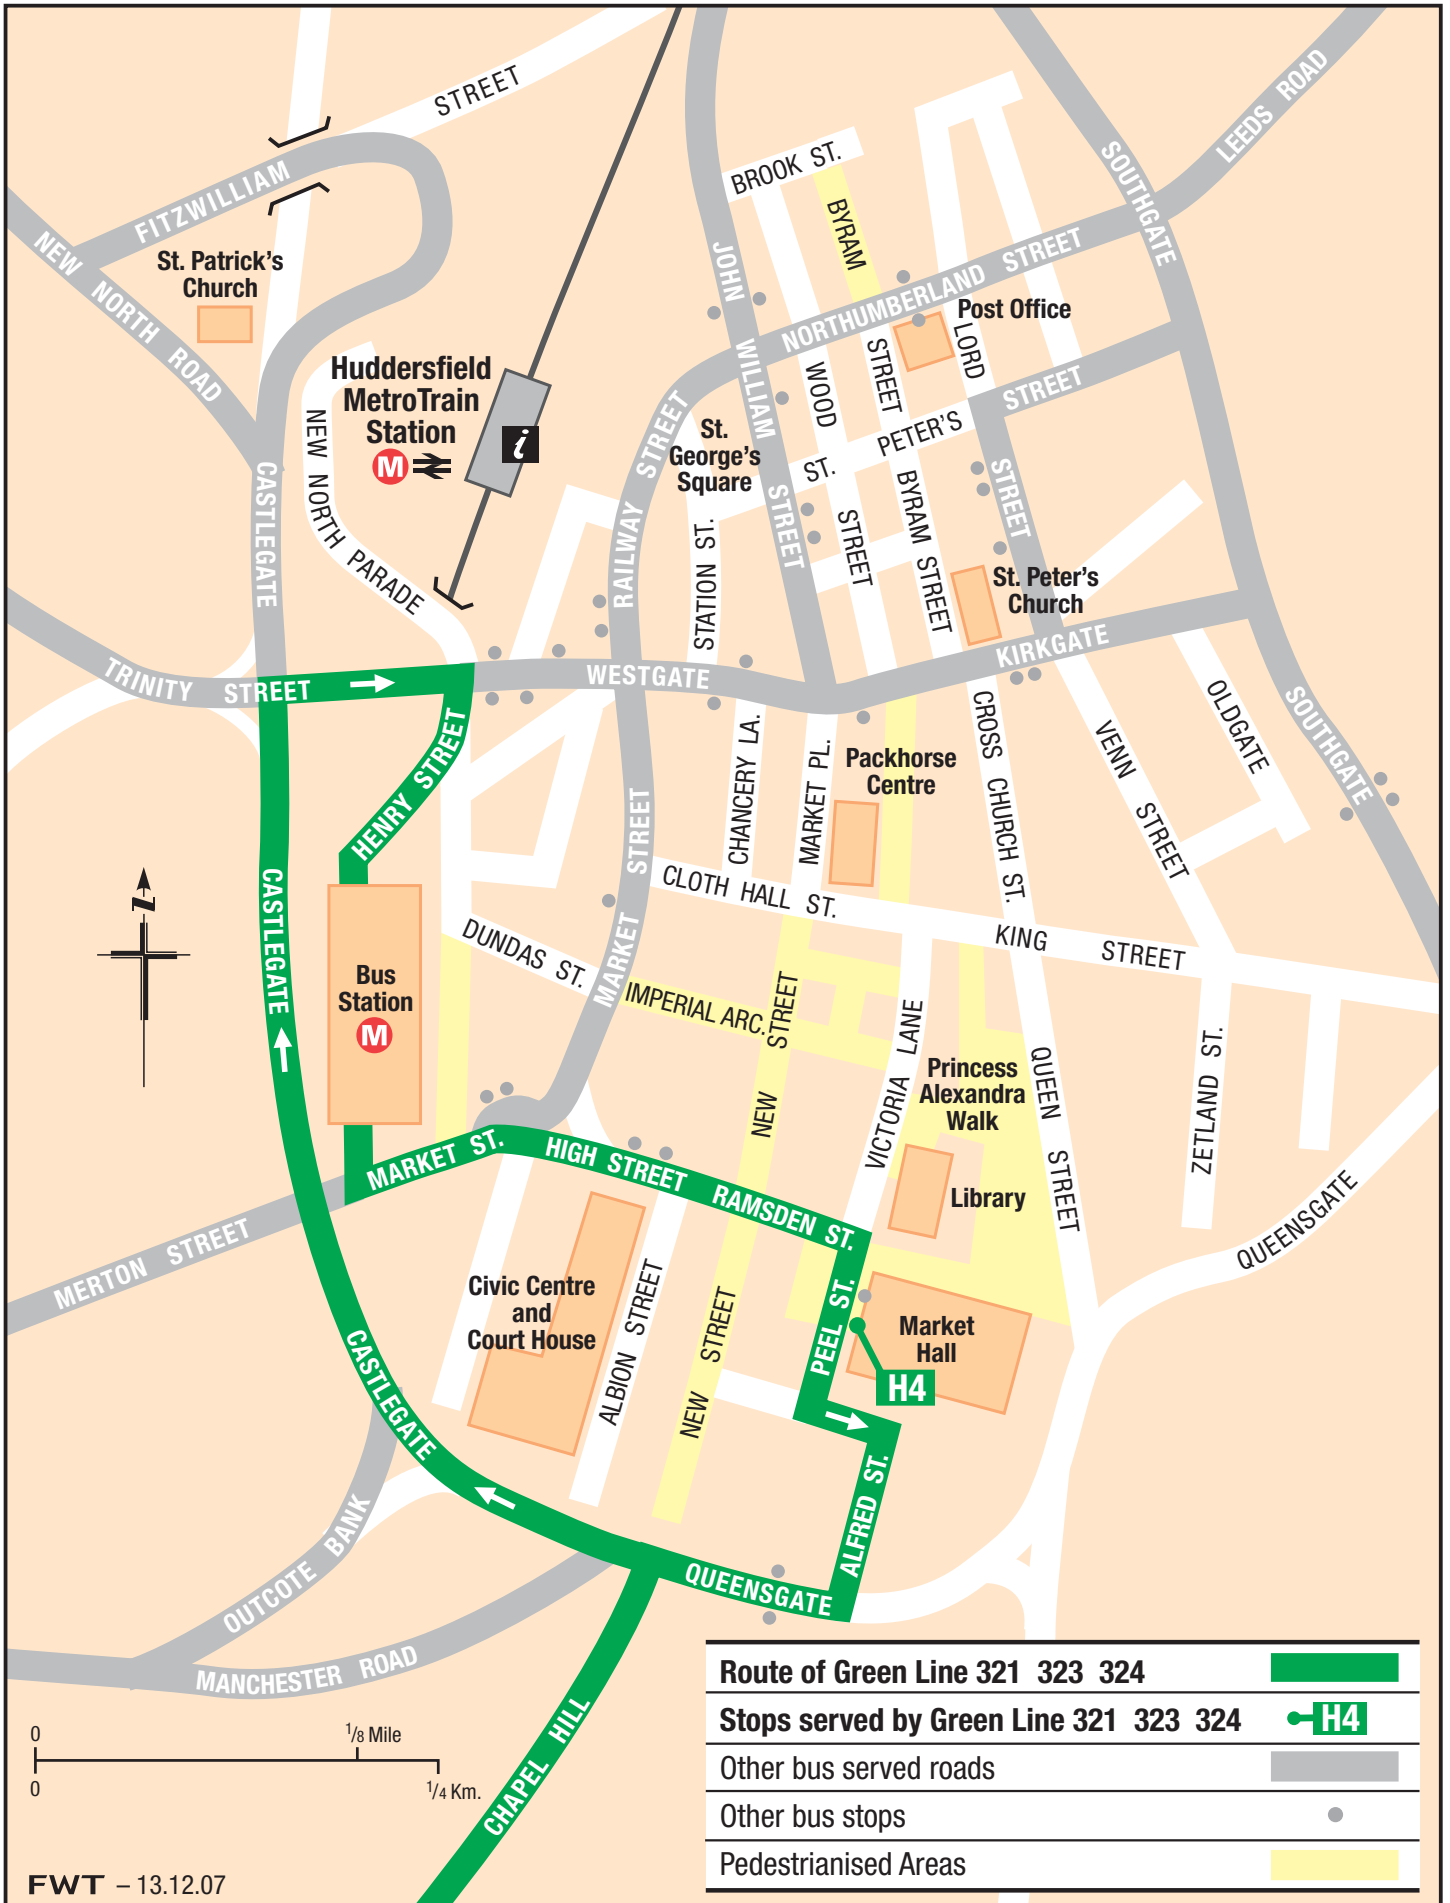 STREET
FITZWILLIAM
NEW NORTH ROAD
St. Patrick's
Church
LEEDS ROAD
SOUTHGATE
BROOK ST.
BYRAM
STREET
JOHN
WILLIAM
STREET
NORTHUMBERLAND STREET
Post Office
LORD
STREET
WOOD
STREET
ST. PETER'S STREET
BYRAM STREET
Huddersfield
MetroTrain
Station
M
i
St.
George's
Square
NEW NORTH PARADE
CASTLEGATE
RAILWAY STREET
STATION ST.
St. Peter's
Church
KIRKGATE
TRINITY STREET
WESTGATE
OLDGATE
SOUTHGATE
HENRY STREET
CHANCERY LA.
MARKET PL.
Packhorse
Centre
CROSS CHURCH ST.
VENN STREET
CLOTH HALL ST.
KING STREET
CASTLEGATE
DUNDAS ST.
MARKET STREET
Bus
Station
M
IMPERIAL ARC.
NEW STREET
VICTORIA LANE
Princess
Alexandra
Walk
QUEEN STREET
ZETLAND ST.
Library
QUEENSGATE
MARKET ST.
HIGH STREET
RAMSDEN ST.
MERTON STREET
Civic Centre
and
Court House
ALBION STREET
NEW STREET
PEEL ST.
Market
Hall
H4
CASTLEGATE
ALFRED ST.
OUTCOTE BANK
QUEENSGATE
MANCHESTER ROAD
CHAPEL HILL
0
1/8 Mile
0
1/4 Km.
FWT – 13.12.07
Route of Green Line 321 323 324
Stops served by Green Line 321 323 324
H4
Other bus served roads
Other bus stops
Pedestrianised Areas